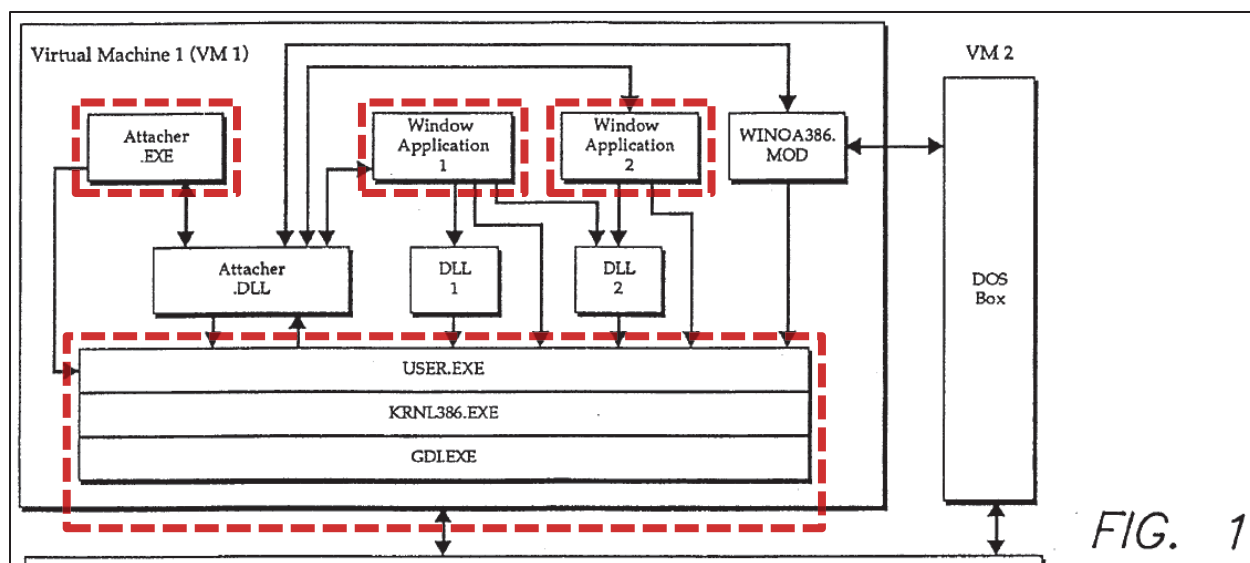 Virtual Machine 1 (VM 1)
VM 2
Attacher
.EXE
Window
Application
1
Window
Application
2
WINOA386.
MOD
Attacher
.DLL
DLL
1
DLL
2
DOS
Box
USER.EXE
KRNL386.EXE
GDI.EXE
FIG. 1